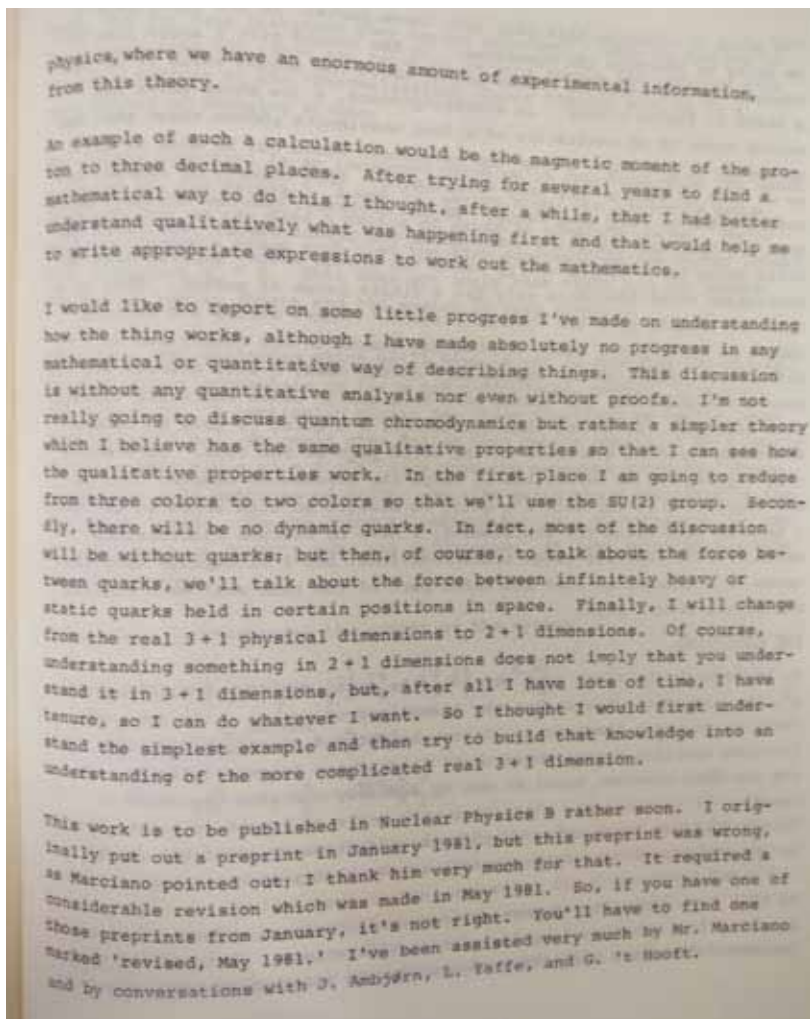 physics, where we have an enormous amount of experimental information,
from this theory.
An example of such a calculation would be the magnetic moment of the pro-
ton to three decimal places. After trying for several years to find a
mathematical way to do this I thought, after a while, that I had better
understand qualitatively what was happening first and that would help me
to write appropriate expressions to work out the mathematics.
I would like to report on some little progress I've made on understanding
how the thing works, although I have made absolutely no progress in any
mathematical or quantitative way of describing things. This discussion
is without any quantitative analysis nor even without proofs. I'm not
really going to discuss quantum chromodynamics but rather a simpler theory
which I believe has the same qualitative properties so that I can see how
the qualitative properties work. In the first place I am going to reduce
from three colors to two colors so that we'll use the SU(2) group. Secon-
dly, there will be no dynamic quarks. In fact, most of the discussion
will be without quarks; but then, of course, to talk about the force be-
tween quarks, we'll talk about the force between infinitely heavy or
static quarks held in certain positions in space. Finally, I will change
from the real 3 + 1 physical dimensions to 2 + 1 dimensions. Of course,
understanding something in 2 + 1 dimensions does not imply that you under-
stand it in 3 + 1 dimensions, but, after all I have lots of time, I have
tenure, so I can do whatever I want. So I thought I would first under-
stand the simplest example and then try to build that knowledge into an
understanding of the more complicated real 3 + 1 dimension.
This work is to be published in Nuclear Physics B rather soon. I orig-
inally put out a preprint in January 1981, but this preprint was wrong,
as Marciano pointed out; I thank him very much for that. It required a
considerable revision which was made in May 1981. So, if you have one of
those preprints from January, it's not right. You'll have to find one
marked 'revised, May 1981.' I've been assisted very much by Mr. Marciano
and by conversations with J. Ambjørn, L. Yaffe, and G. 't Hooft.